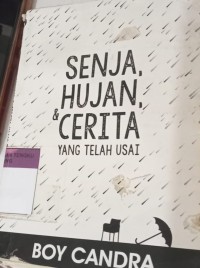 SENJA,
HUJAN,
& CERITA
YANG TELAH USAI
BOY CANDRA